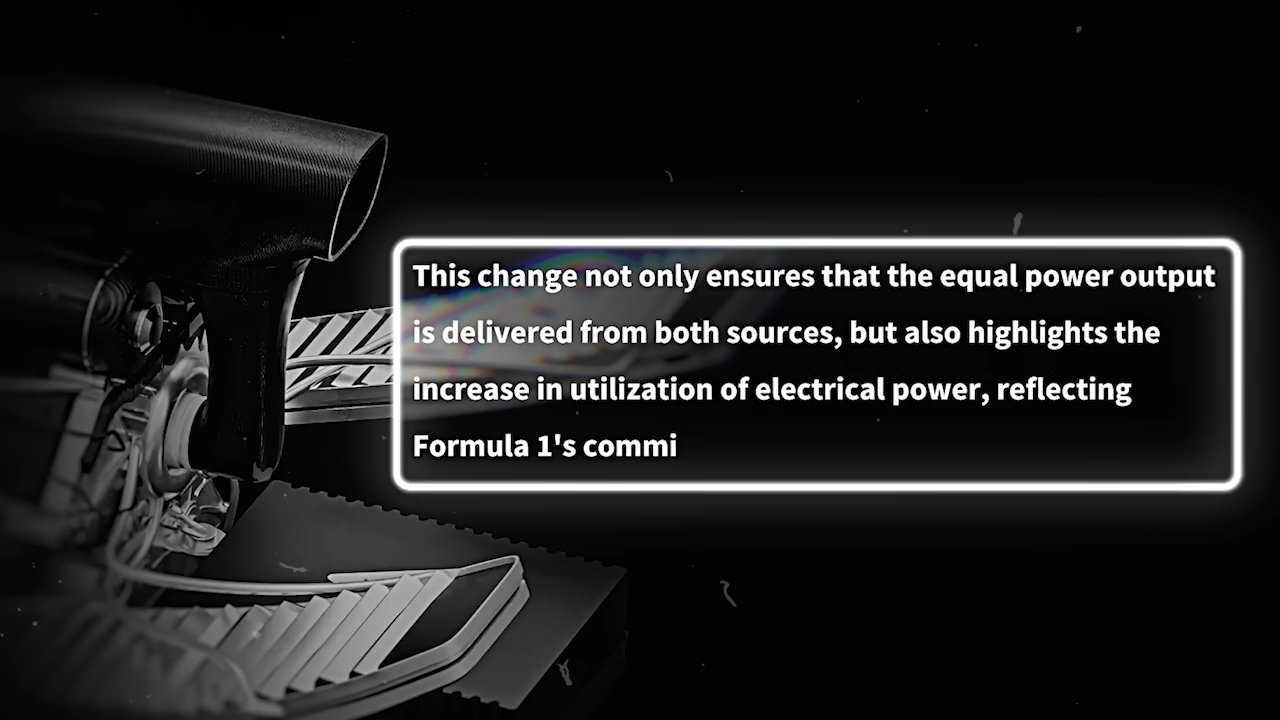 This change not only ensures that the equal power output
is delivered from both sources, but also highlights the
increase in utilization of electrical power, reflecting
Formula 1's commi